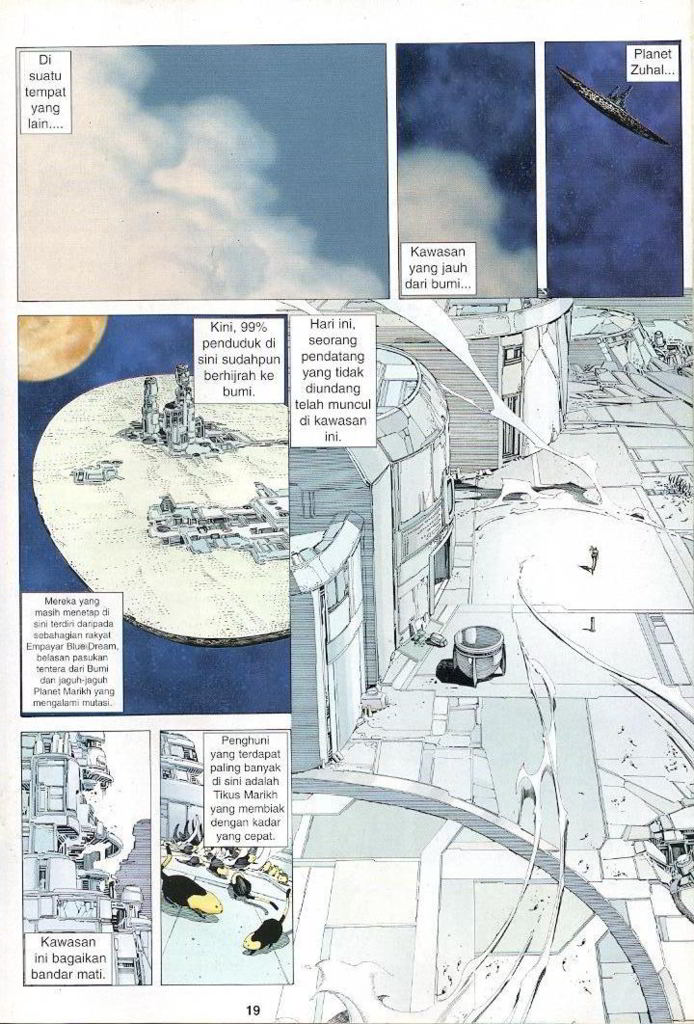 Di
suatu
tempat
yang
lain....
Kawasan
yang jauh
dari bumi...
Planet
Zuhal...
Kini, 99%
penduduk di
sini sudahpun
berhijrah ke
bumi.
Hari ini,
seorang
pendatang
yang tidak
diundang
telah muncul
di kawasan
ini.
Mereka yang
masih menetap di
sini terdiri daripada
sebahagian rakyat
Empayar Blue Dream,
belasan pasukan
tentera dari Bumi
dan jaguh-jaguh
Planet Marikh yang
mengalami mutasi.
Kawasan
ini bagaikan
bandar mati.
Penghuni
yang terdapat
paling banyak
di sini adalah
Tikus Marikh
yang membiak
dengan kadar
yang cepat.
19